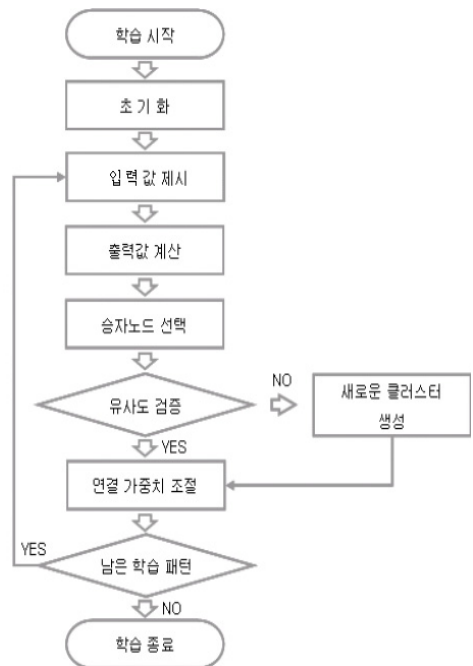 학습 시작
초 기 화
입 력 값 제시
출력값 계산
승자노드 선택
유사도 검증
NO
새로운 클러스터
생성
YES
연결 가중치 조절
YES
남은 학습 패턴
NO
학습 종료